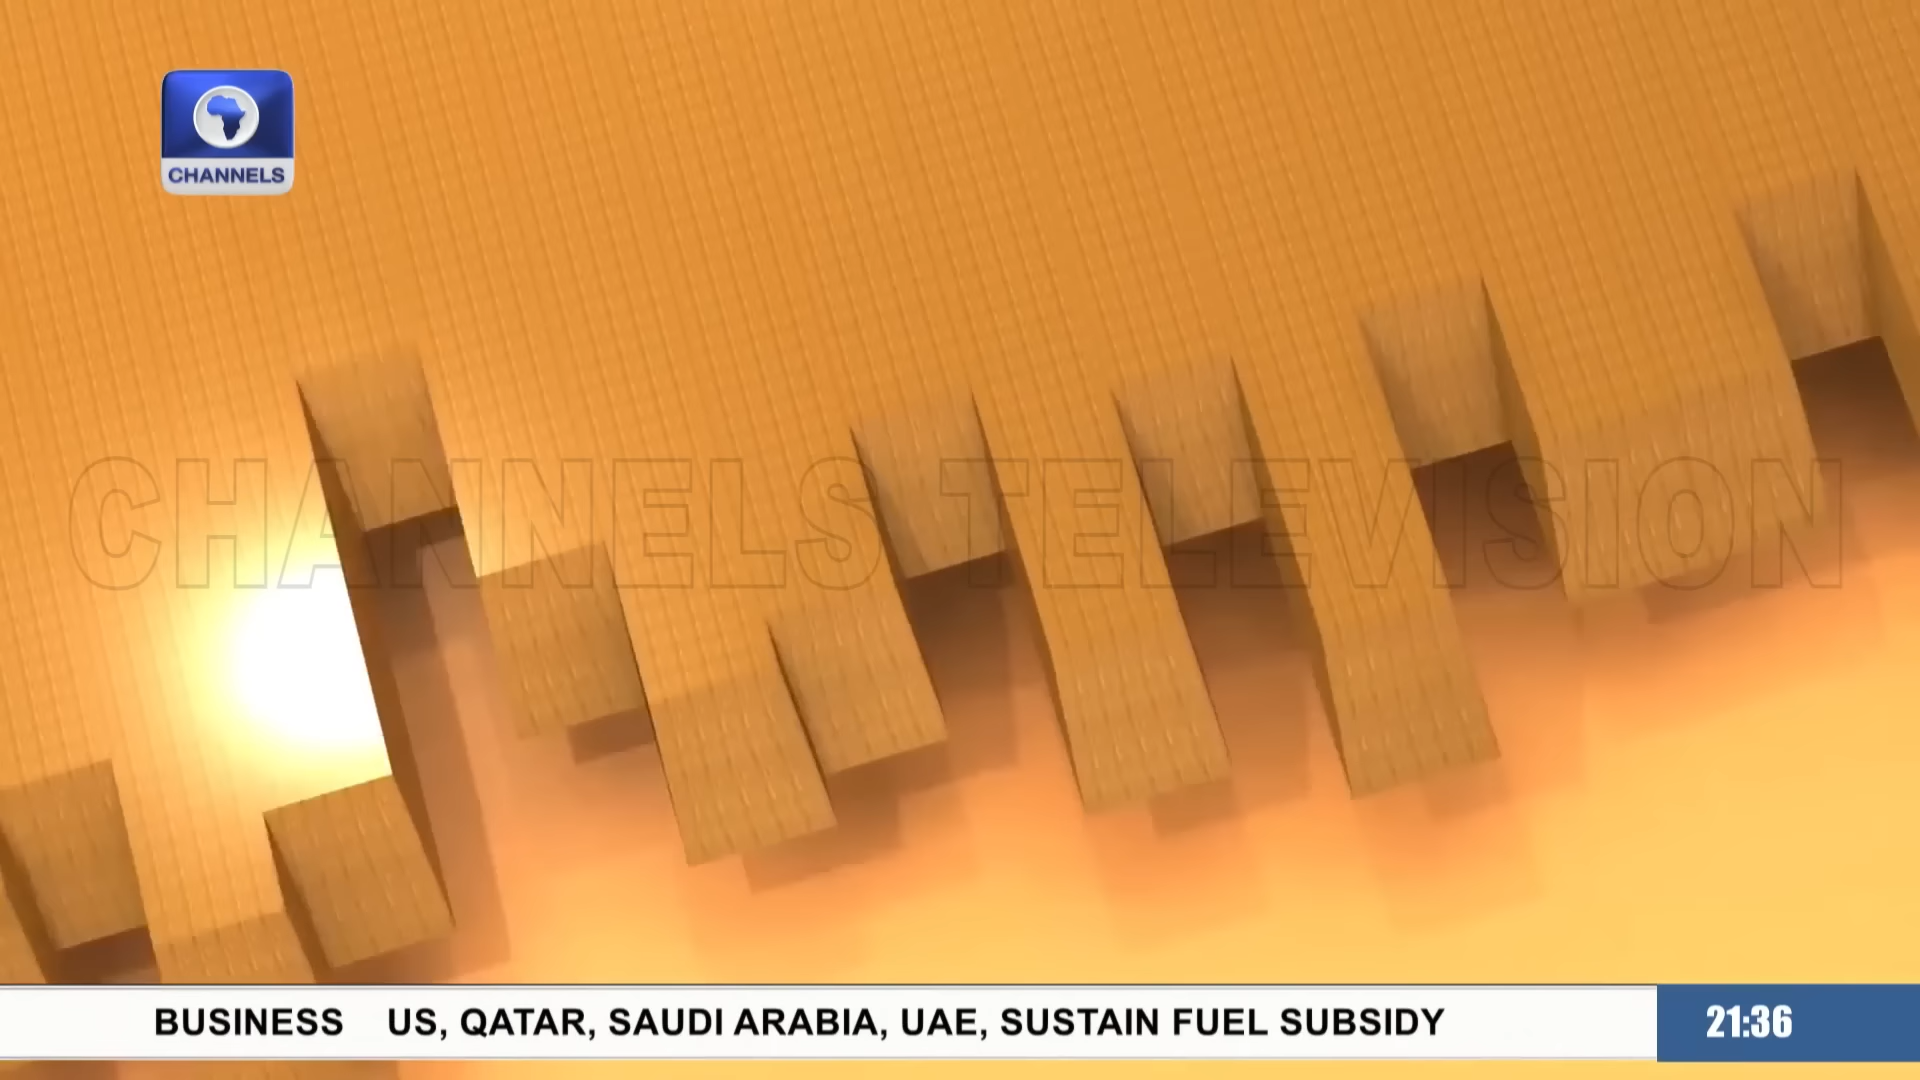 CHANNELS
CHANNELS TELEVISION
BUSINESS US, QATAR, SAUDI ARABIA, UAE, SUSTAIN FUEL SUBSIDY
21:36